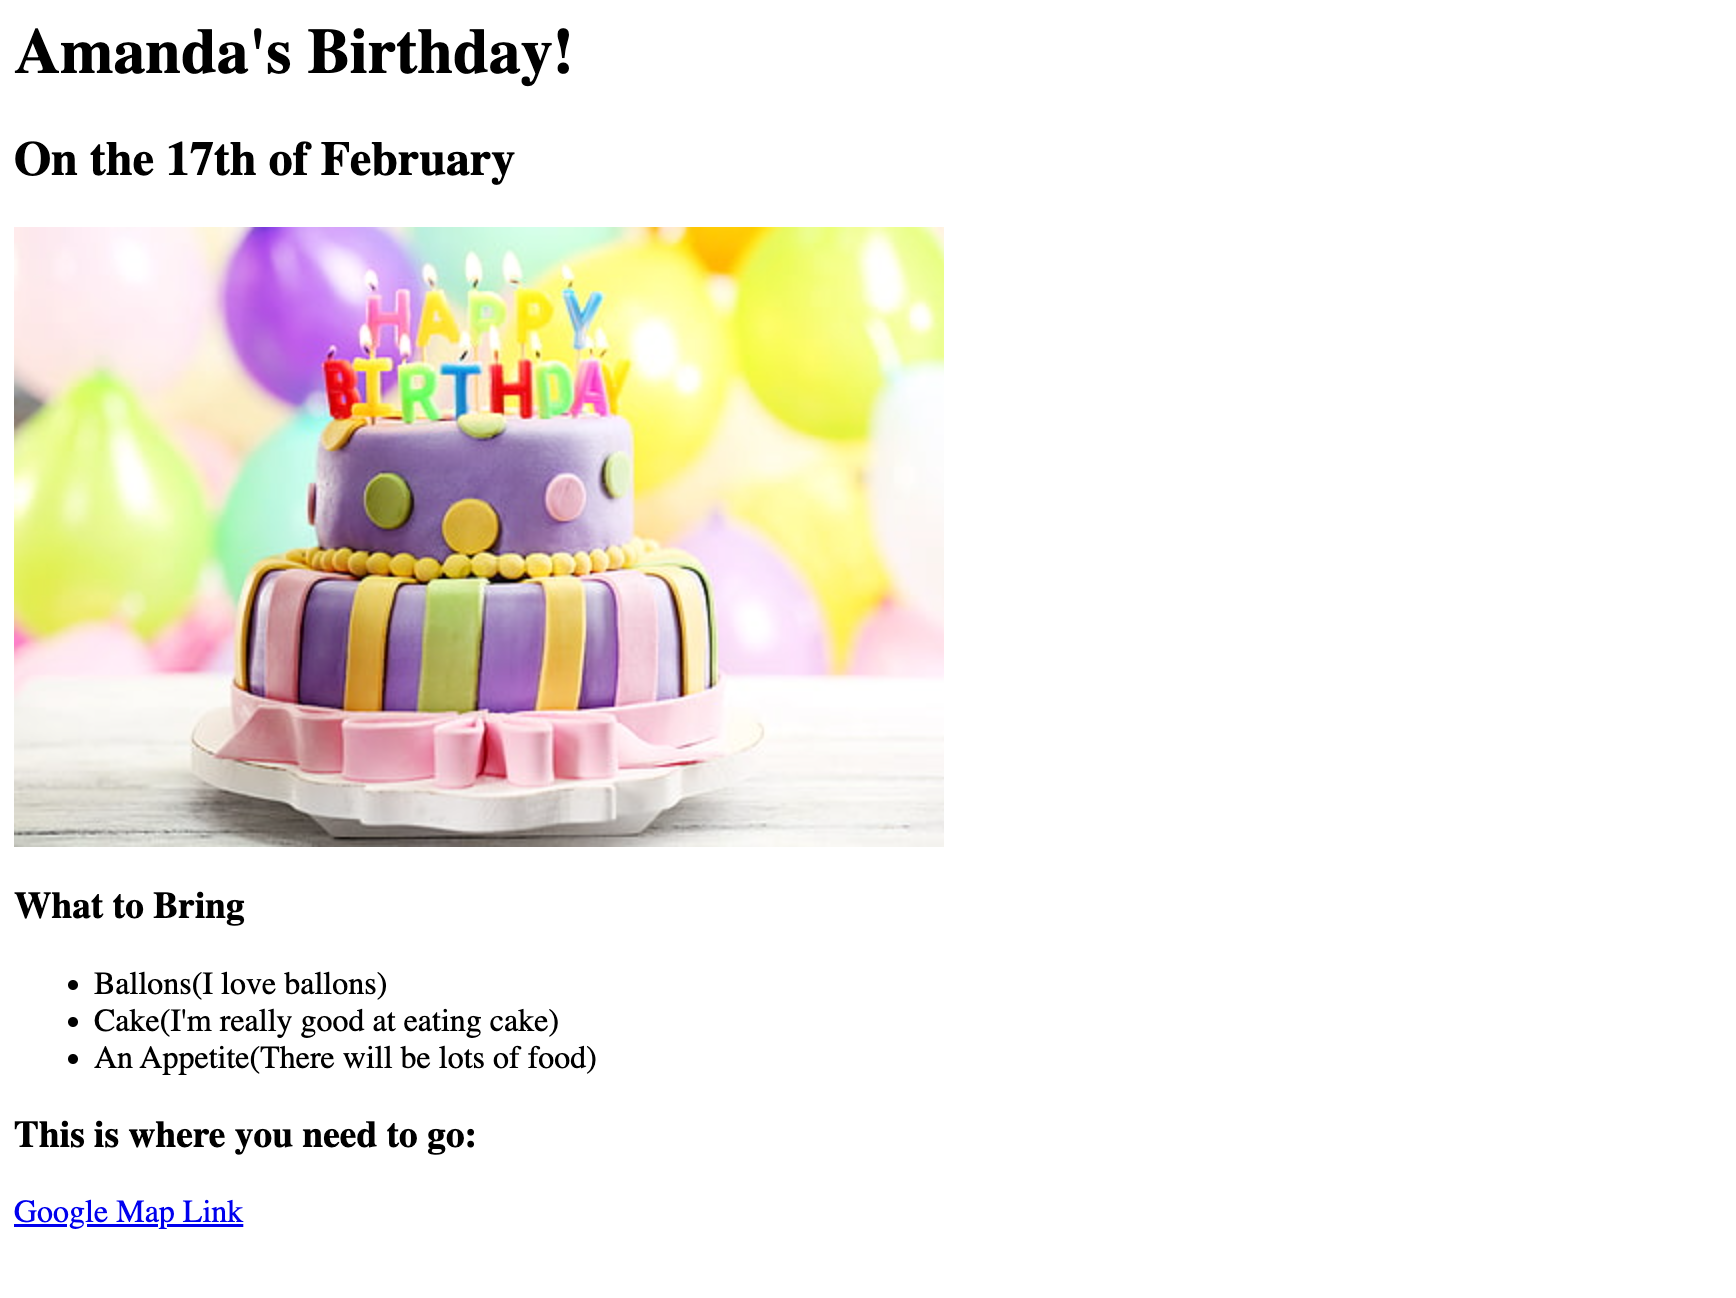 Amanda's Birthday!
On the 17th of February
HAPPY
BIRTHDAY
What to Bring
Ballons(I love ballons)
Cake(I'm really good at eating cake)
An Appetite(There will be lots of food)
This is where you need to go:
Google Map Link